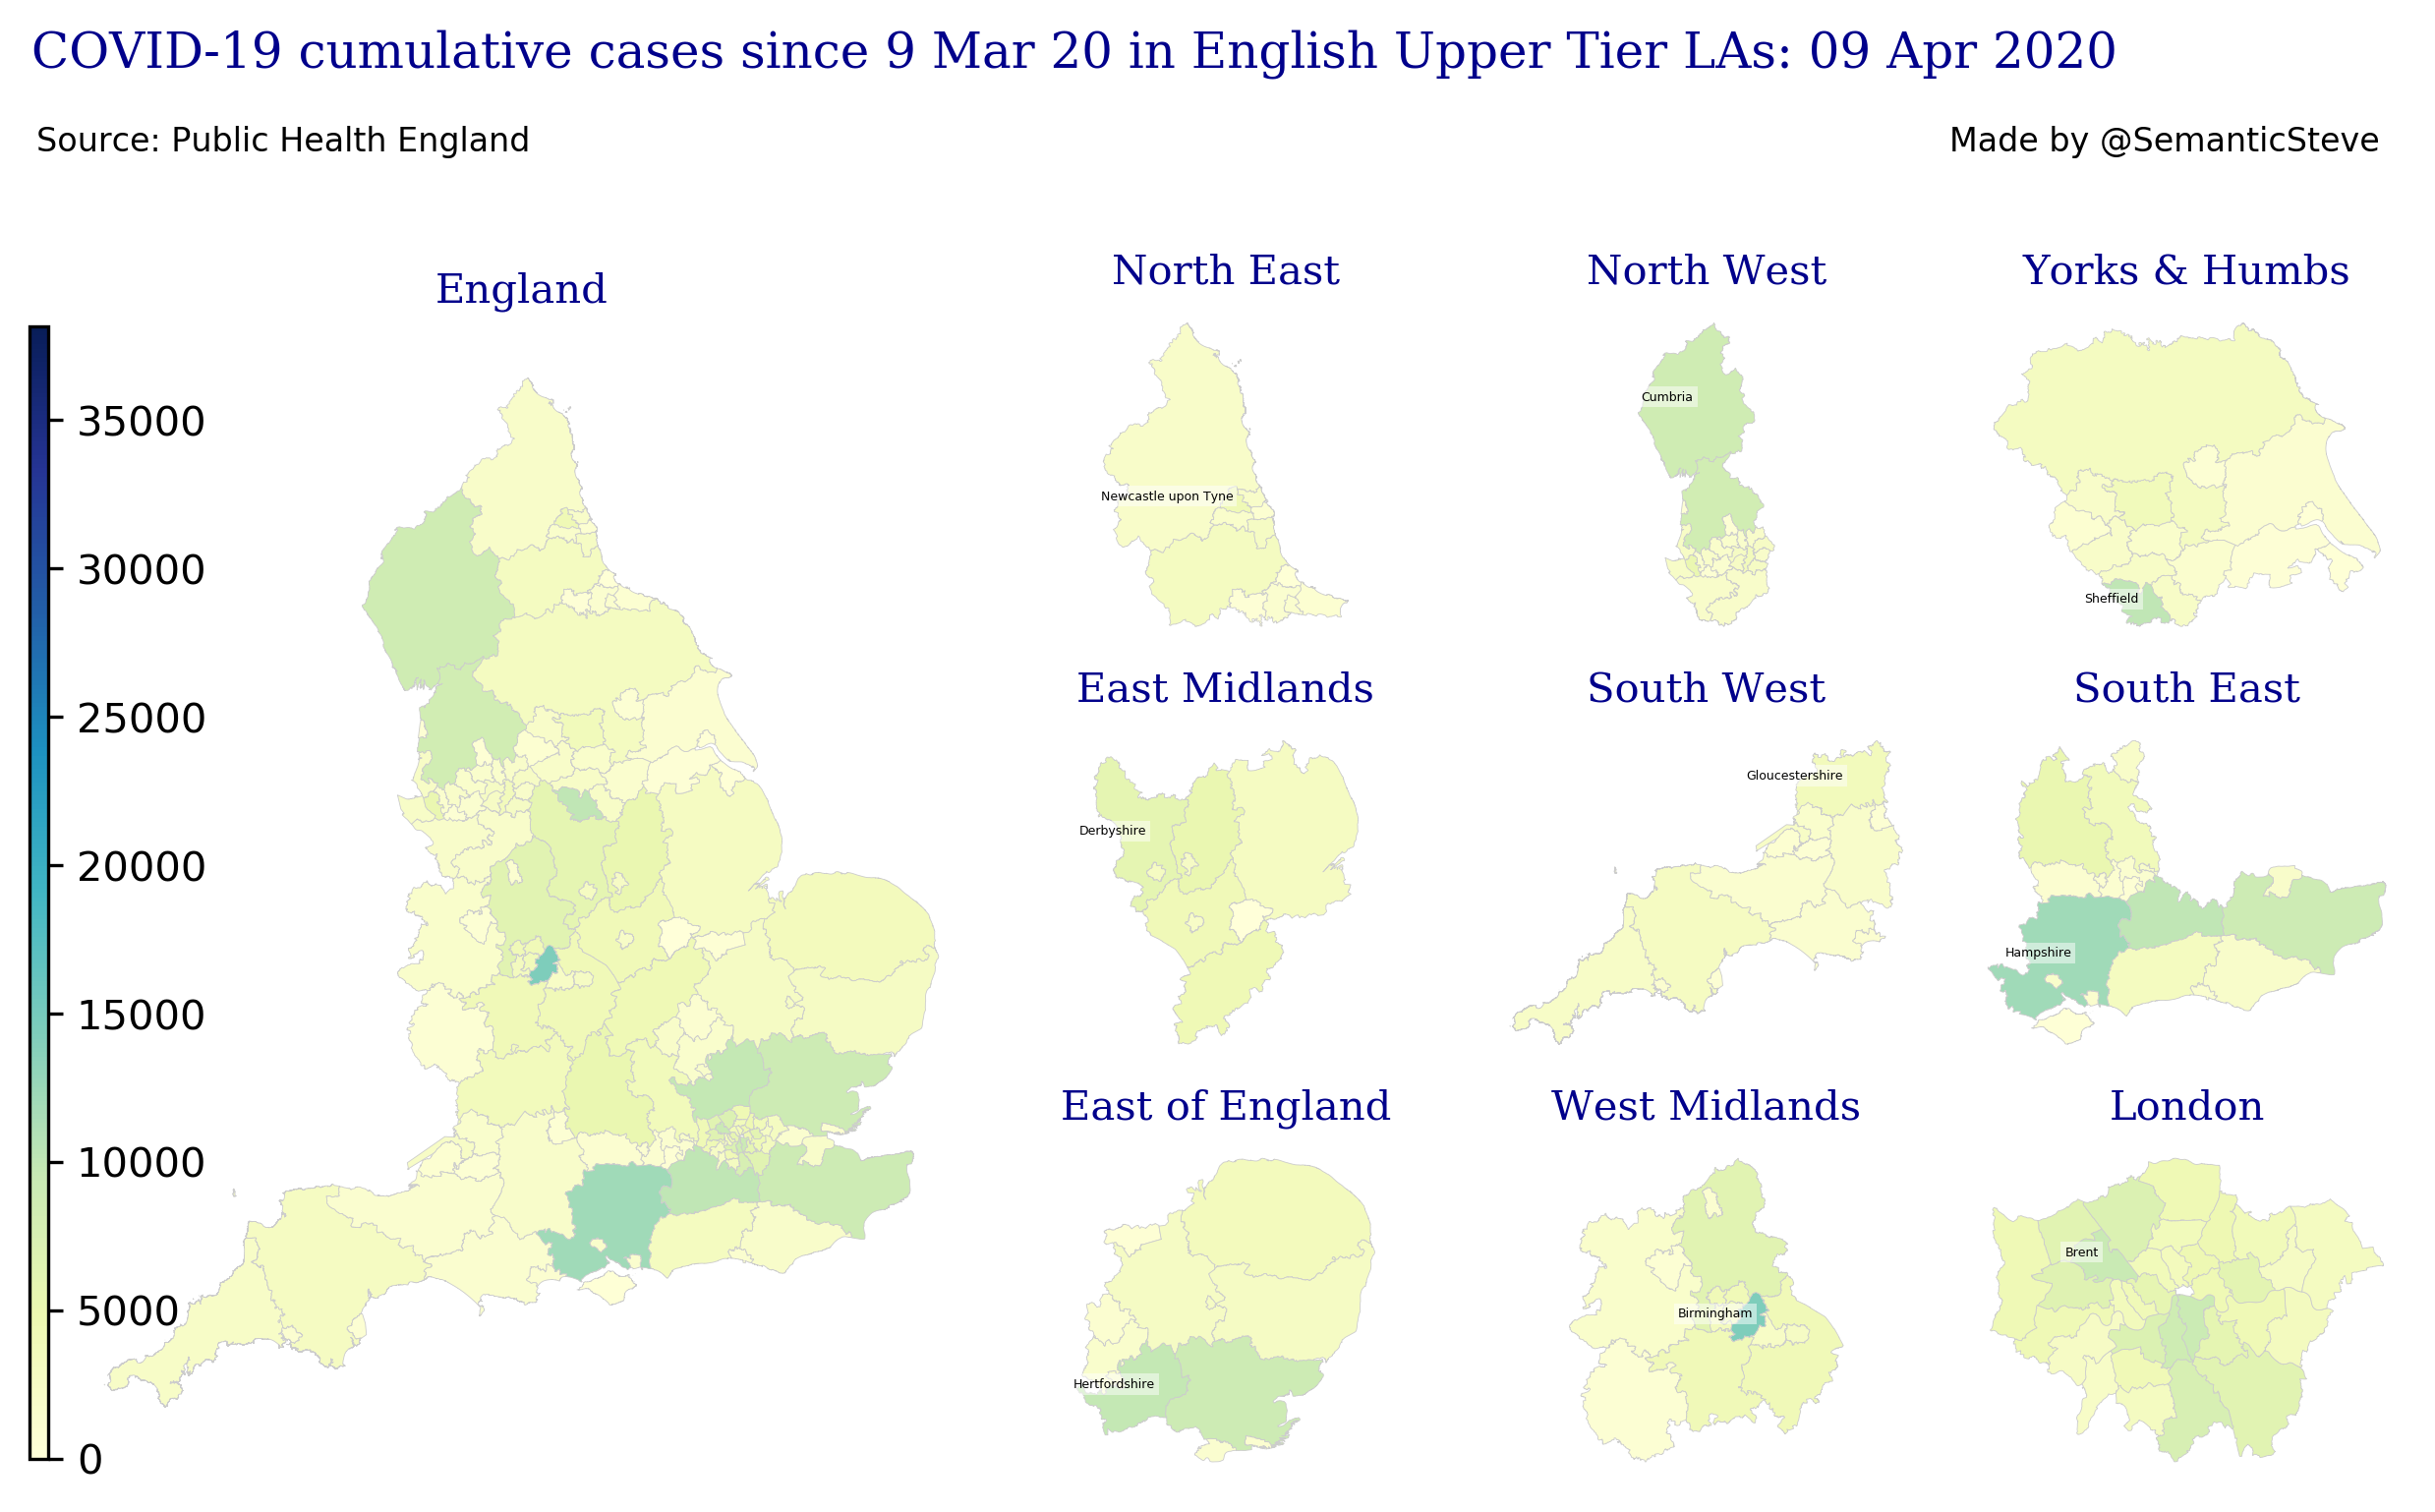 COVID-19 cumulative cases since 9 Mar 20 in English Upper Tier LAs: 09 Apr 2020
Source: Public Health England
Made by @SemanticSteve
England
35000
30000
25000
20000
15000
10000
5000
0
North East
Newcastle upon Tyne
North West
Cumbria
Yorks & Humbs
Sheffield
East Midlands
Derbyshire
South West
Gloucestershire
South East
Hampshire
East of England
Hertfordshire
West Midlands
Birmingham
London
Brent